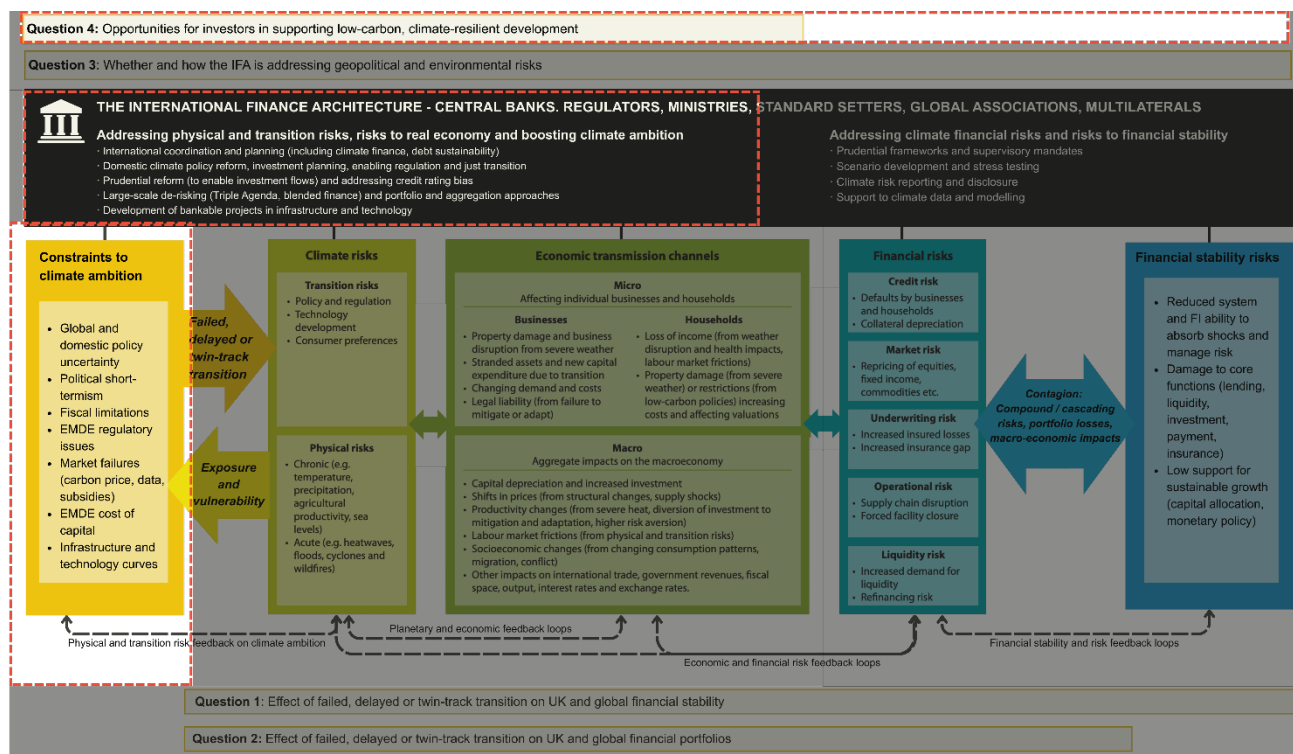 Question 4: Opportunities for investors in supporting low-carbon, climate-resilient development
Question 3: Whether and how the IFA is addressing geopolitical and environmental risks
THE INTERNATIONAL FINANCE ARCHITECTURE - CENTRAL BANKS. REGULATORS, MINISTRIES, STANDARD SETTERS, GLOBAL ASSOCIATIONS, MULTILATERALS
Addressing physical and transition risks, risks to real economy and boosting climate ambition
· International coordination and planning (including climate finance, debt sustainability)
· Domestic climate policy reform, investment planning, enabling regulation and just transition
· Prudential reform (to enable investment flows) and addressing credit rating bias
· Large-scale de-risking (Triple Agenda, blended finance) and portfolio and aggregation approaches
· Development of bankable projects in infrastructure and technology
Addressing climate financial risks and risks to financial stability
· Prudential frameworks and supervisory mandates
· Scenario development and stress testing
· Climate risk reporting and disclosure
· Support to climate data and modelling
Constraints to
climate ambition
• Global and
domestic policy
uncertainty
• Political short-
termism
• Fiscal limitations
• EMDE regulatory
issues
• Market failures
(carbon price, data,
subsidies)
• EMDE cost of
capital
• Infrastructure and
technology curves
Failed,
delayed or
twin-track
transition
Exposure
and
vulnerability
Climate risks
Transition risks
• Policy and regulation
• Technology
development
• Consumer preferences
Physical risks
• Chronic (e.g.
temperature,
precipitation,
agricultural
productivity, sea
levels)
• Acute (e.g. heatwaves,
floods, cyclones and
wildfires)
Economic transmission channels
Micro
Affecting individual businesses and households
Businesses
• Property damage and business
disruption from severe weather
• Stranded assets and new capital
expenditure due to transition
• Changing demand and costs
• Legal liability (from failure to
mitigate or adapt)
Households
• Loss of income (from weather
disruption and health impacts,
labour market frictions)
• Property damage (from severe
weather) or restrictions (from
low-carbon policies) increasing
costs and affecting valuations
Macro
Aggregate impacts on the macroeconomy
• Capital depreciation and increased investment
• Shifts in prices (from structural changes, supply shocks)
• Productivity changes (from severe heat, diversion of investment to
mitigation and adaptation, higher risk aversion)
• Labour market frictions (from physical and transition risks)
• Socioeconomic changes (from changing consumption patterns,
migration, conflict)
• Other impacts on international trade, government revenues, fiscal
space, output, interest rates and exchange rates.
Financial risks
Credit risk
• Defaults by businesses
and households
• Collateral depreciation
Market risk
• Repricing of equities,
fixed income,
commodities etc.
Underwriting risk
• Increased insured losses
• Increased insurance gap
Operational risk
• Supply chain disruption
• Forced facility closure
Liquidity risk
• Increased demand for
liquidity
• Refinancing risk
Contagion:
Compound / cascading
risks, portfolio losses,
macro-economic impacts
Financial stability risks
• Reduced system
and FI ability to
absorb shocks and
manage risk
• Damage to core
functions (lending,
liquidity,
investment,
payment,
insurance)
• Low support for
sustainable growth
(capital allocation,
monetary policy)
Physical and transition risk feedback on climate ambition
Planetary and economic feedback loops
Economic and financial risk feedback loops
Financial stability and risk feedback loops
Question 1: Effect of failed, delayed or twin-track transition on UK and global financial stability
Question 2: Effect of failed, delayed or twin-track transition on UK and global financial portfolios